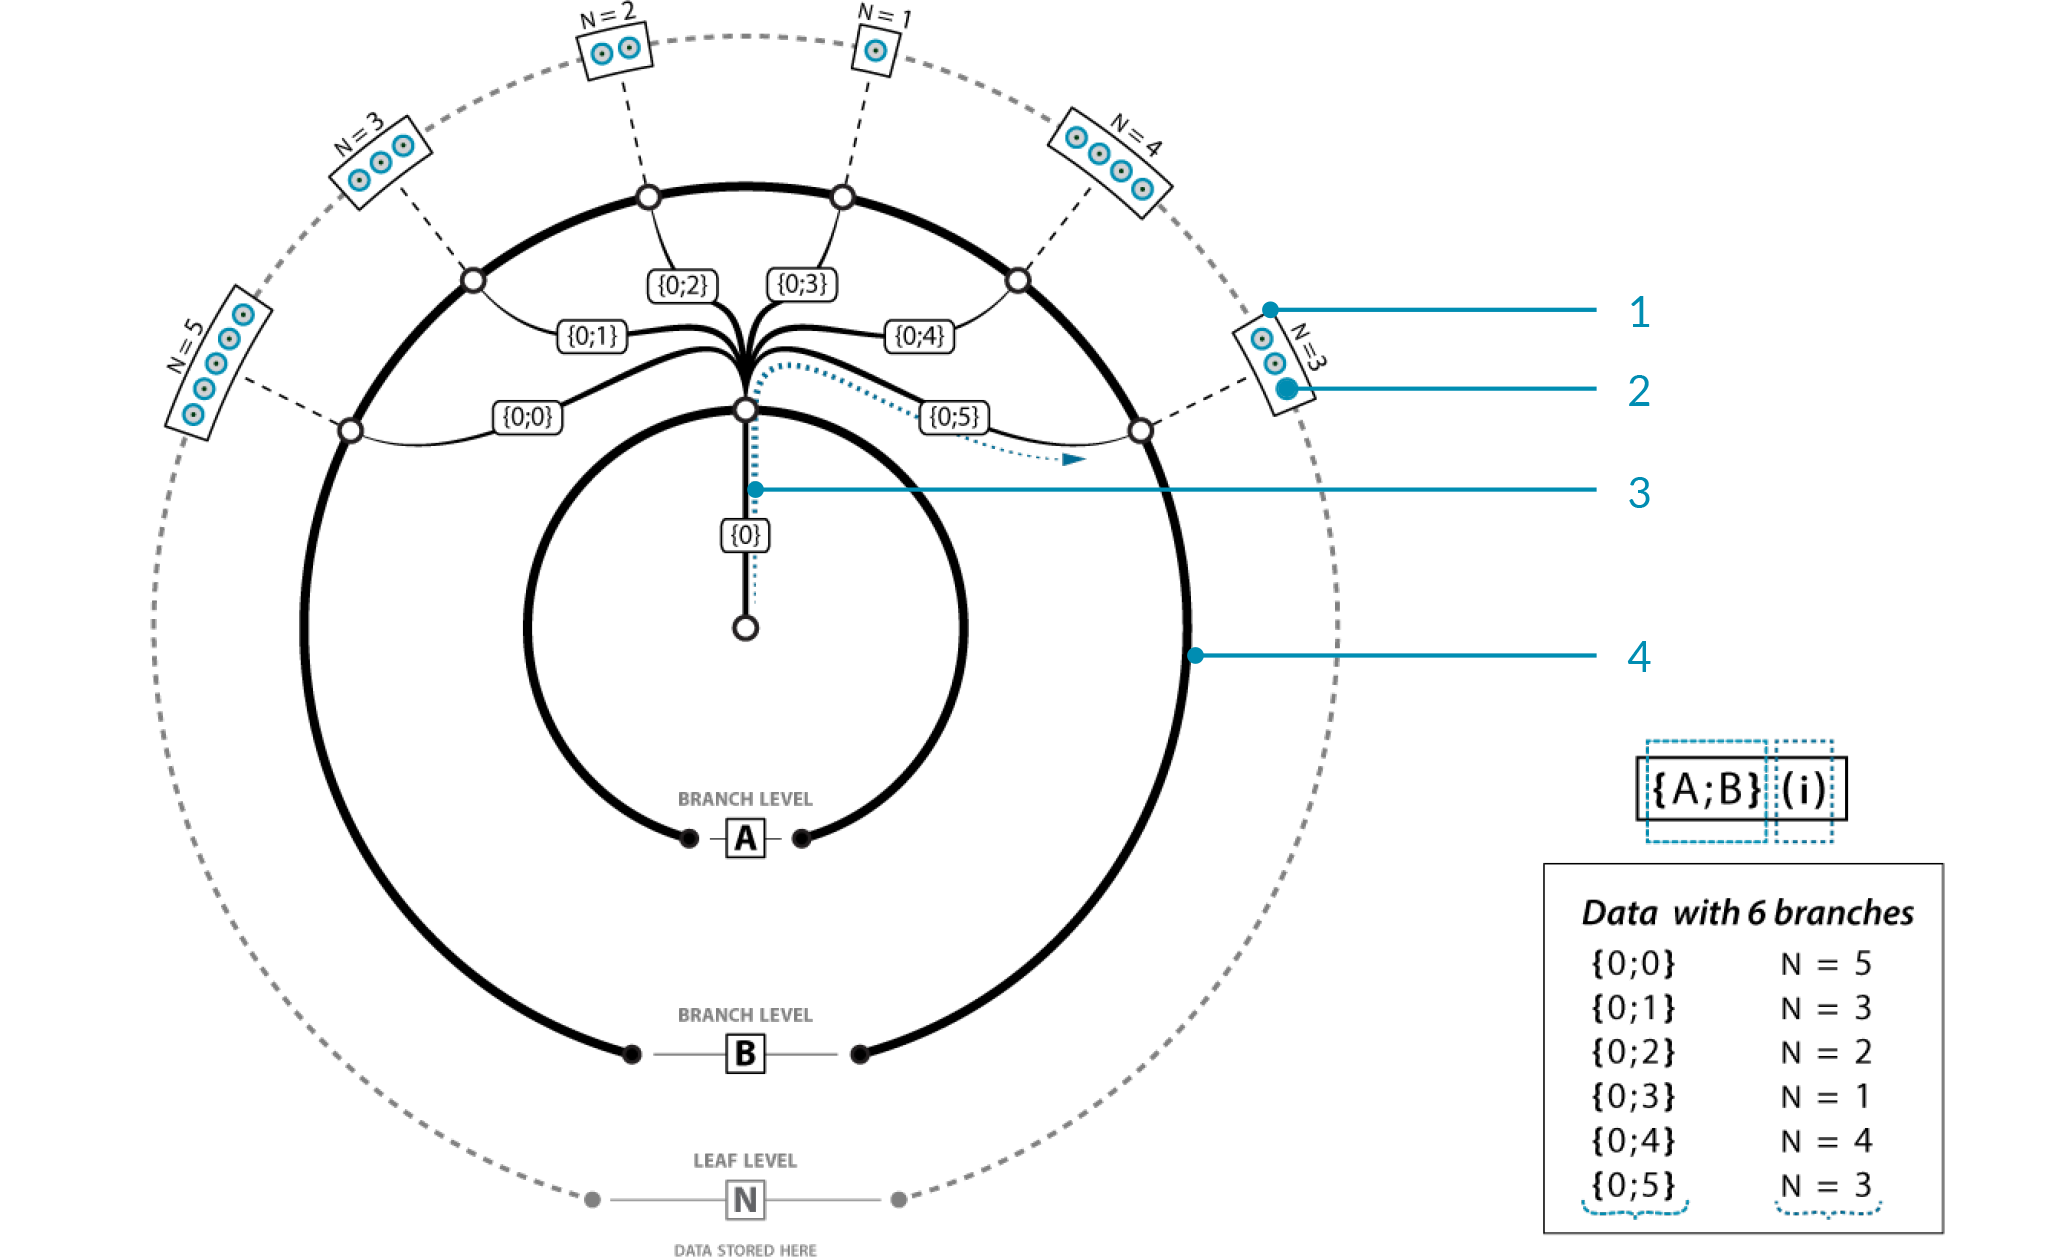 N = 2
N = 1
N = 3
N = 4
N = 5
N = 3
{0;2}
{0;3}
{0;1}
{0;4}
{0;0}
{0;5}
{0}
1
2
3
4
BRANCH LEVEL
A
BRANCH LEVEL
B
LEAF LEVEL
N
DATA STORED HERE
{A;B} (i)
Data with 6 branches
{0;0} N = 5
{0;1} N = 3
{0;2} N = 2
{0;3} N = 1
{0;4} N = 4
{0;5} N = 3